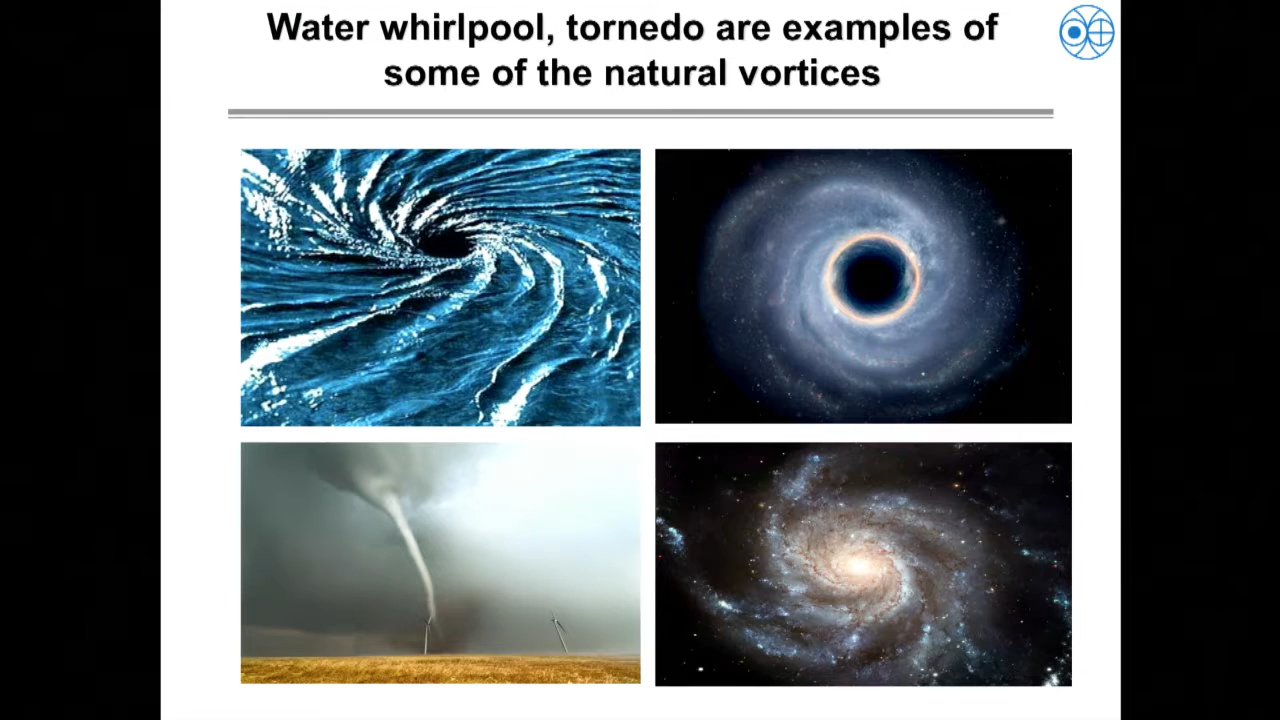 Water whirlpool, tornedo are examples of
some of the natural vortices